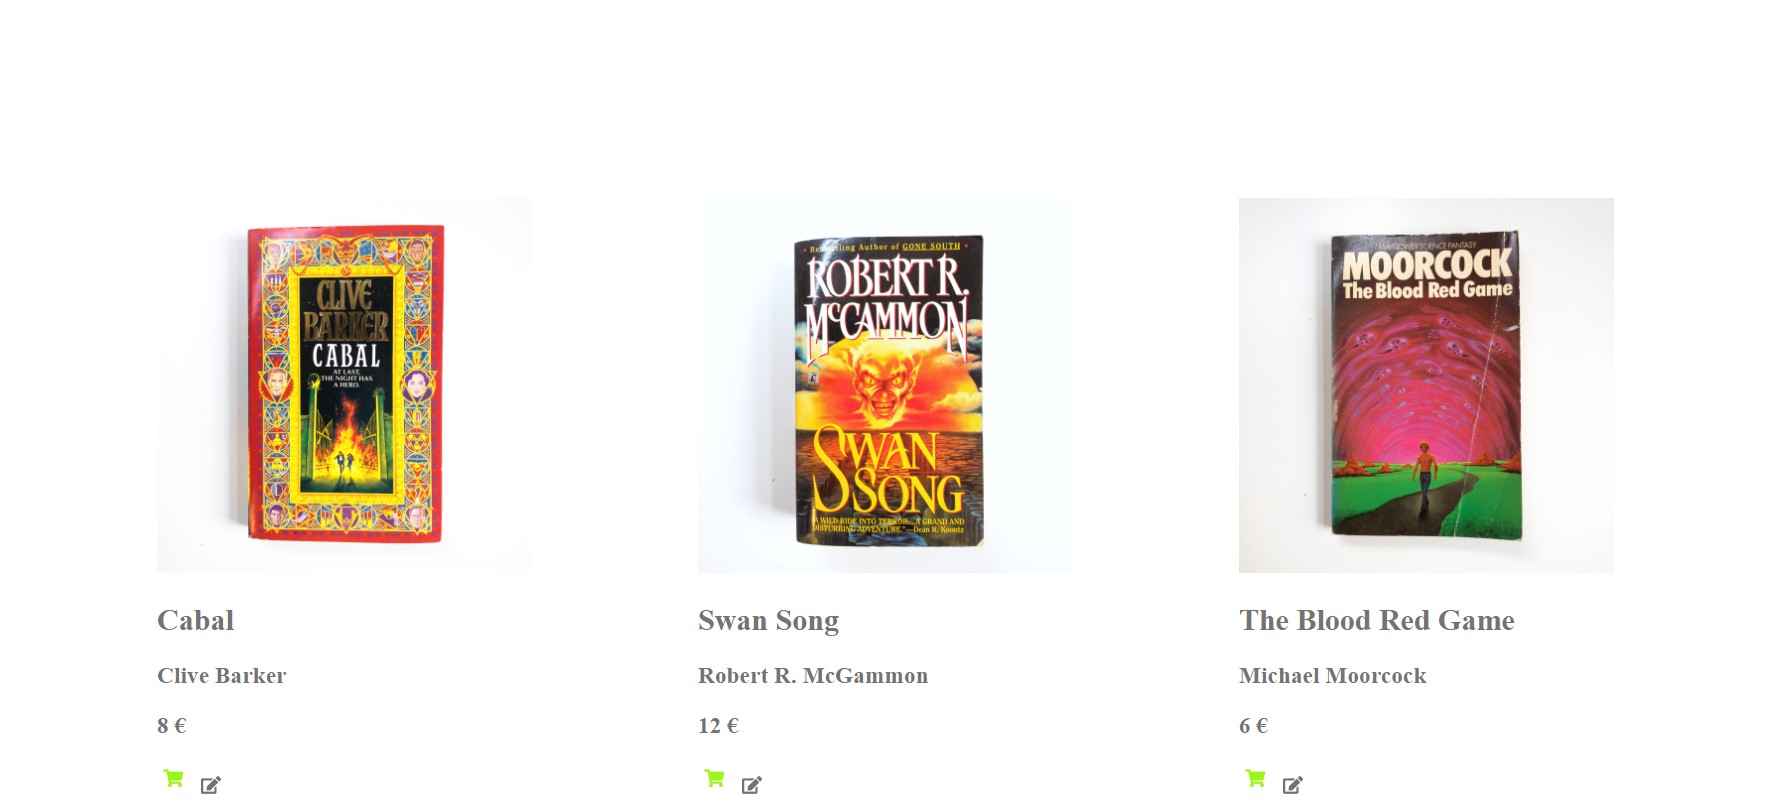 CLIVE
BARKER
CABAL
AT LAST,
THE NIGHT HAS
A HERO.
Bestselling Author of GONE SOUTH
ROBERT R.
McCAMMON
SWAN
SONG
"A WILD RIDE INTO TERROR... A GRAND AND
DISTURBING ADVENTURE."—Dean R. Koontz
MAYFLOWER SCIENCE FANTASY
MOORCOCK
The Blood Red Game
Cabal
Clive Barker
8 €
Swan Song
Robert R. McGammon
12 €
The Blood Red Game
Michael Moorcock
6 €